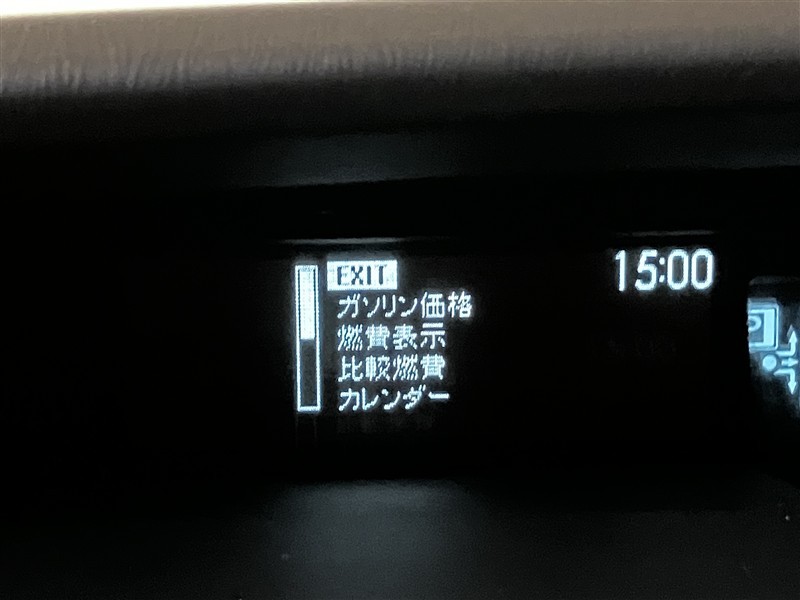 EXIT
15:00
ガソリン価格
燃費表示
比較燃費
カレンダー